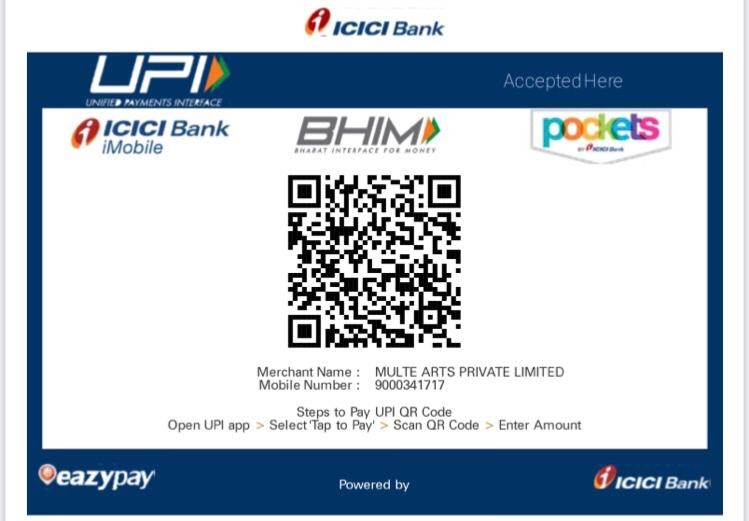 ICICI Bank
UPI
UNIFIED PAYMENTS INTERFACE
Accepted Here
ICICI Bank
iMobile
BHIM
BHARAT INTERFACE FOR MONEY
pockets
BY ICICI Bank
Merchant Name : MULTE ARTS PRIVATE LIMITED
Mobile Number : 9000341717
Steps to Pay UPI QR Code
Open UPI app > Select 'Tap to Pay' > Scan QR Code > Enter Amount
eazypay
Powered by
ICICI Bank